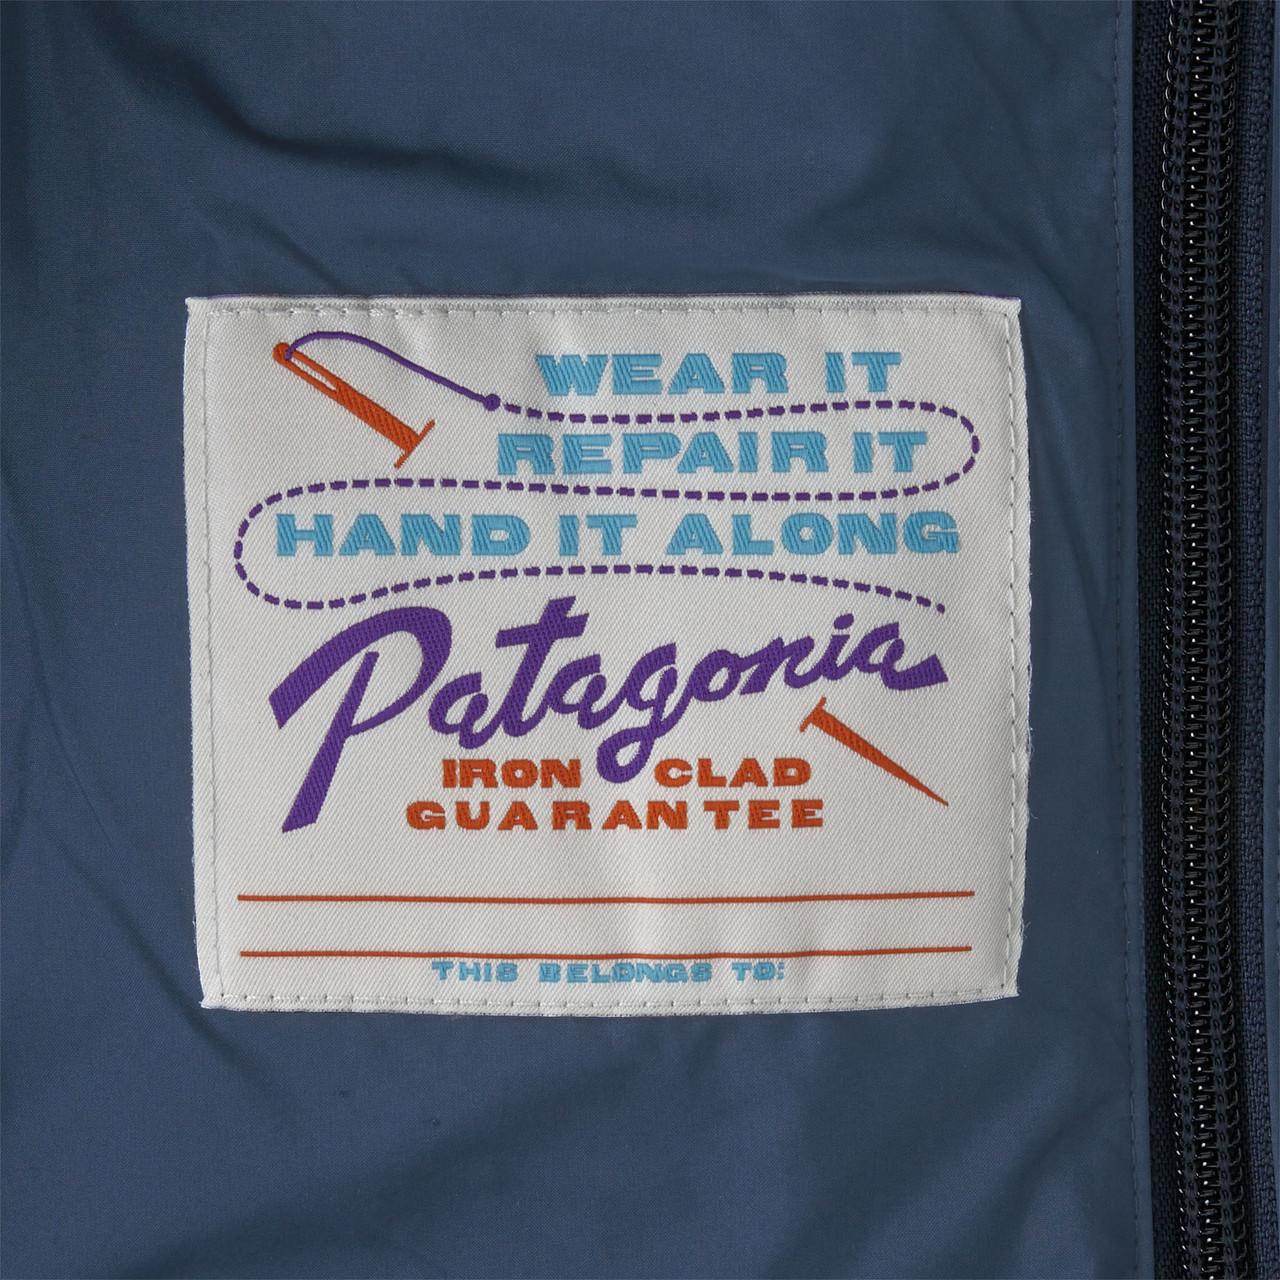 WEAR IT
REPAIR IT
HAND IT ALONG
Patagonia
IRON CLAD
GUARANTEE
THIS BELONGS TO: